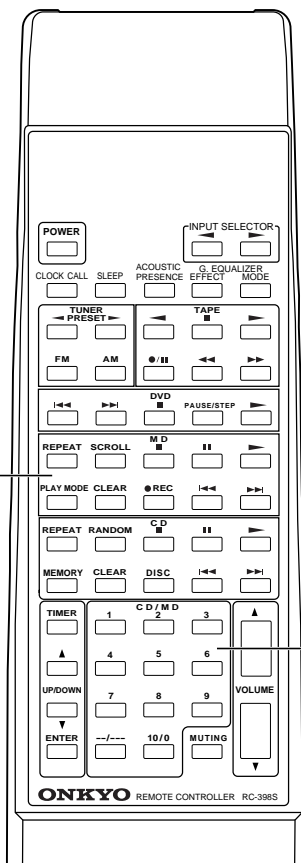 POWER
INPUT SELECTOR
CLOCK CALL SLEEP ACOUSTIC PRESENCE G. EQUALIZER EFFECT MODE
TUNER
PRESET
TAPE
FM AM ●/II ◄◄ ►►
DVD
PAUSE/STEP
MD
REPEAT SCROLL
PLAY MODE CLEAR ●REC
CD
REPEAT RANDOM
MEMORY CLEAR DISC
TIMER
CD/MD
1 2 3
4 5 6
UP/DOWN
7 8 9
VOLUME
ENTER --/--- 10/0 MUTING
ONKYO REMOTE CONTROLLER RC-398S